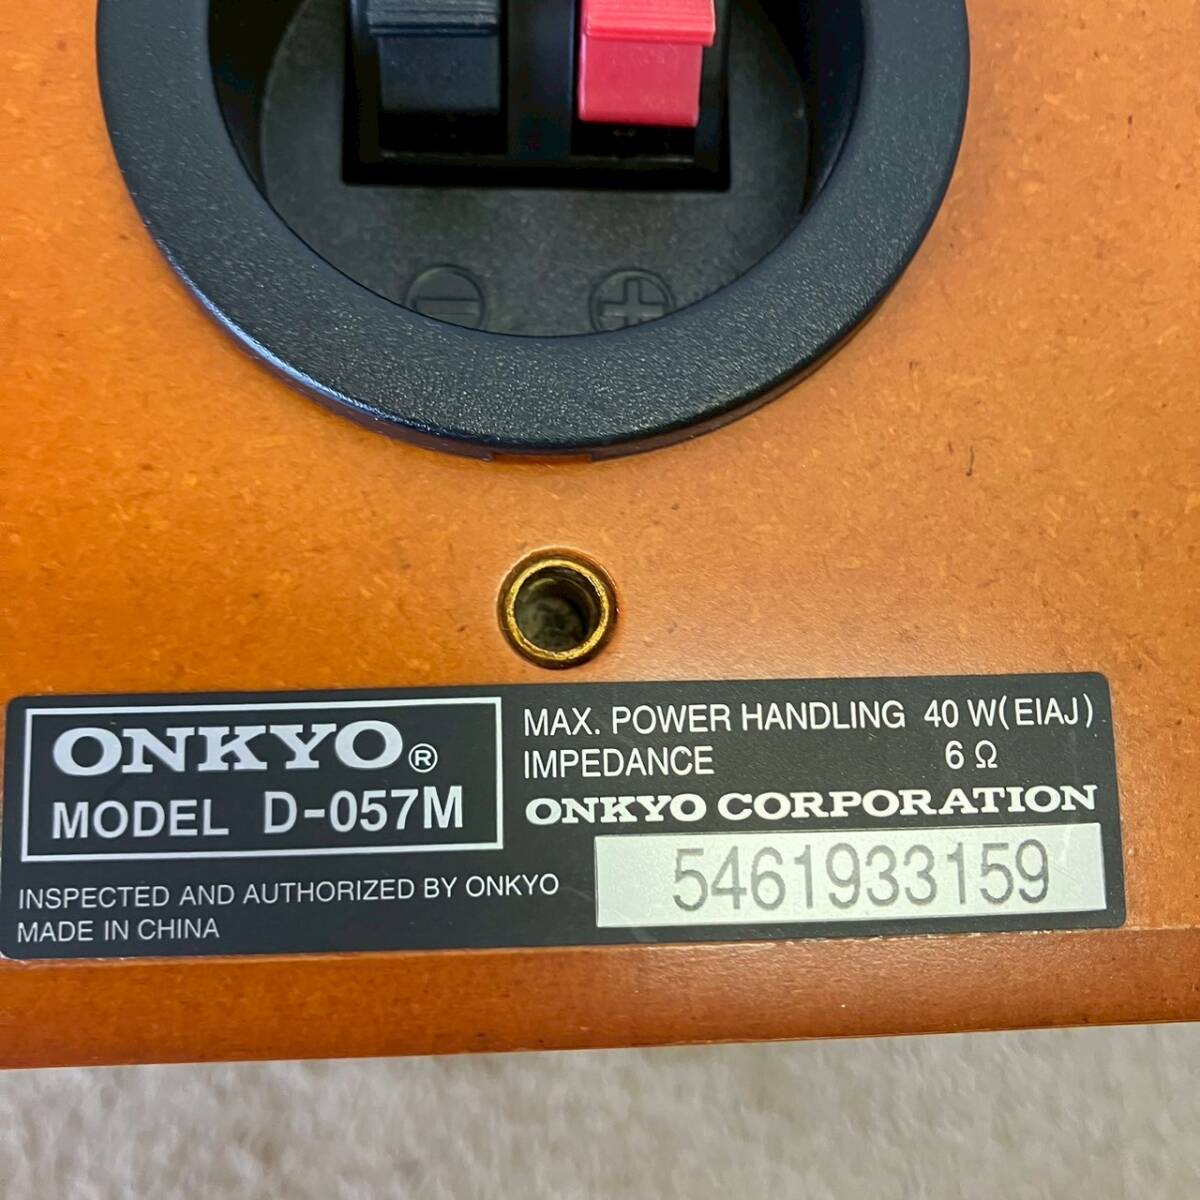 ONKYO®
MODEL D-057M
MAX. POWER HANDLING 40 W(EIAJ)
IMPEDANCE 6 Ω
ONKYO CORPORATION
5461933159
INSPECTED AND AUTHORIZED BY ONKYO
MADE IN CHINA